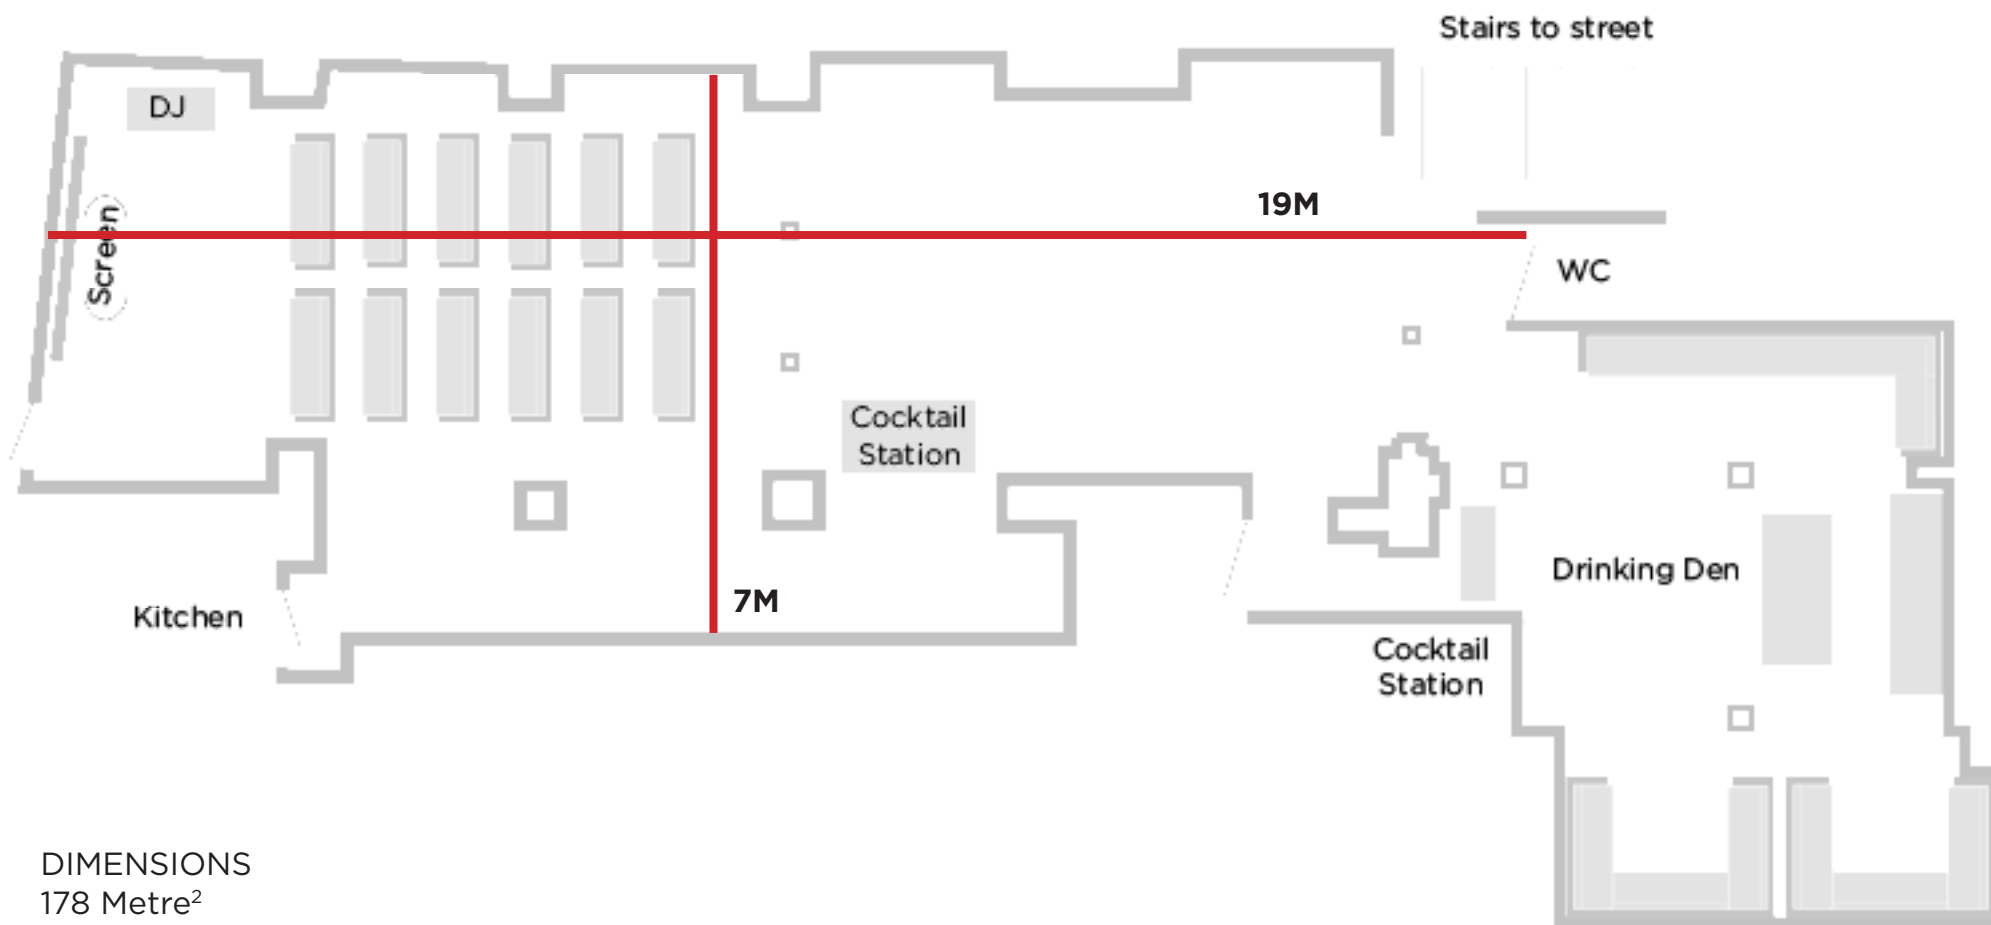 Stairs to street
DJ
19M
Screen
WC
Cocktail
Station
Drinking Den
7M
Kitchen
Cocktail
Station
DIMENSIONS
178 Metre²